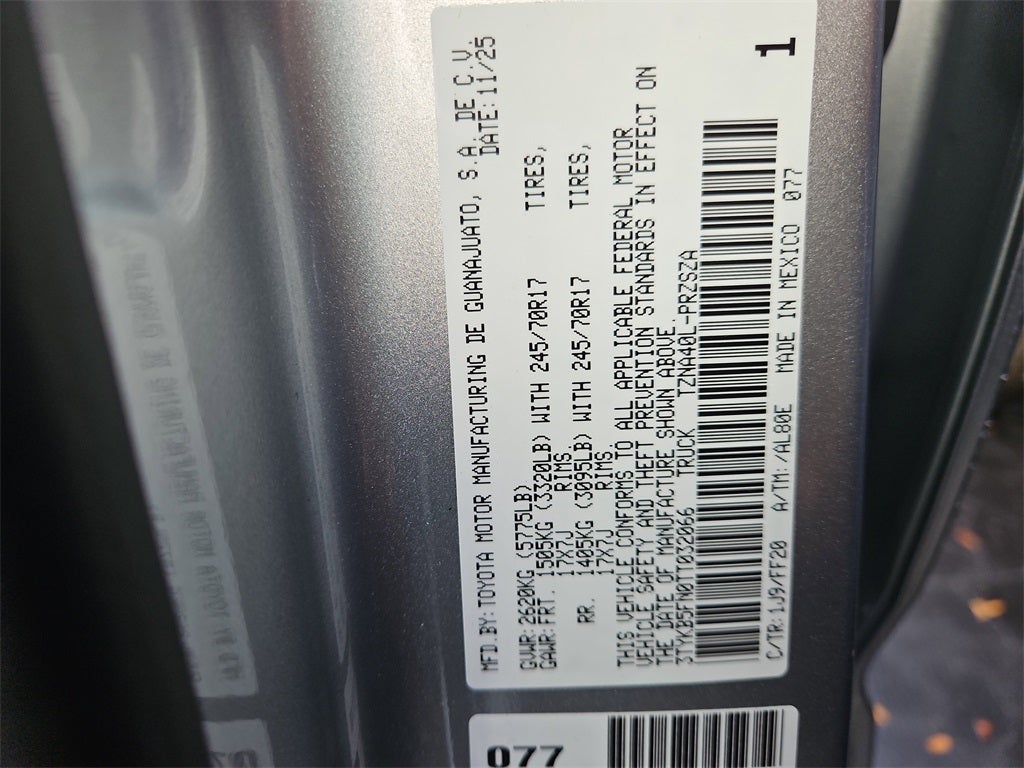 MFD.BY:TOYOTA MOTOR MANUFACTURING DE GUANAJUATO, S.A. DE C.V.
DATE:11/25
GVWR:2620KG (5775LB)
GAWR:FRT. 1505KG (3320LB) WITH 245/70R17 TIRES,
17X7J RIMS.
RR. 1405KG (3095LB) WITH 245/70R17 TIRES,
17X7J RIMS.
THIS VEHICLE CONFORMS TO ALL APPLICABLE FEDERAL MOTOR
VEHICLE SAFETY AND THEFT PREVENTION STANDARDS IN EFFECT ON
THE DATE OF MANUFACTURE SHOWN ABOVE.
3TYKB5FN0TT032066 TRUCK TZNA40L-PRZSZA
C/TR:1J9/FF20 A/TM:/AL80E MADE IN MEXICO 077
1
077